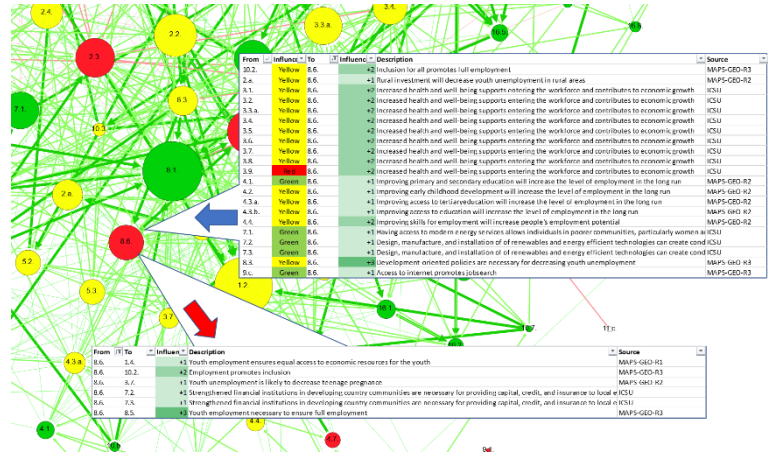 2.4.
2.2.
3.3.a.
3.4.
16.5.
16.b.
2.3.
7.1.
8.3
10.3.
8.1.
2.a.
8.6.
5.2
5.3
1.2.
3.7
4.3.a.
16.1.
10.7.
11.c.
4.1.
4.4.
4.7.
From Influenc To Influenc Description Source
10.2. Yellow 8.6. +2 Inclusion for all promotes full employment MAPS-GEO-R3
2.a. Yellow 8.6. +1 Rural investment will decrease youth unemployment in rural areas MAPS-GEO-R2
3.1. Yellow 8.6. +2 Increased health and well-being supports entering the workforce and contributes to economic growth ICSU
3.2. Yellow 8.6. +2 Increased health and well-being supports entering the workforce and contributes to economic growth ICSU
3.3.a. Yellow 8.6. +2 Increased health and well-being supports entering the workforce and contributes to economic growth ICSU
3.4. Yellow 8.6. +2 Increased health and well-being supports entering the workforce and contributes to economic growth ICSU
3.5. Yellow 8.6. +2 Increased health and well-being supports entering the workforce and contributes to economic growth ICSU
3.6. Yellow 8.6. +2 Increased health and well-being supports entering the workforce and contributes to economic growth ICSU
3.7. Yellow 8.6. +2 Increased health and well-being supports entering the workforce and contributes to economic growth ICSU
3.8. Yellow 8.6. +2 Increased health and well-being supports entering the workforce and contributes to economic growth ICSU
3.9. Red 8.6. +2 Increased health and well-being supports entering the workforce and contributes to economic growth ICSU
4.1. Green 8.6. +1 Improving primary and secondary education will increase the level of employment in the long run MAPS-GEO-R2
4.2. Yellow 8.6. +1 Improving early childhood development will increase the level of employment in the long run MAPS-GEO-R2
4.3.a. Yellow 8.6. +1 Improving access to tertiary education will increase the level of employment in the long run MAPS-GEO-R2
4.3.b. Yellow 8.6. +1 Improving access to education will increase the level of employment in the long run MAPS-GEO-R2
4.4. Yellow 8.6. +2 Improving skills for employment will increase people's employment potential MAPS-GEO-R2
7.1. Green 8.6. +1 Having access to modern energy services allows individuals in poorer communities, particularly women a ICSU
7.2. Green 8.6. +1 Design, manufacture, and installation of of renewables and energy efficient technologies can create cond ICSU
7.3. Green 8.6. +1 Design, manufacture, and installation of of renewables and energy efficient technologies can create cond ICSU
8.3. Yellow 8.6. +3 Development oriented policies are necessary for decreasing youth unemployment MAPS-GEO-R3
9.c. Green 8.6. +1 Access to internet promotes jobsearch MAPS-GEO-R3
From To Influen Description Source
8.6. 1.4. +1 Youth employment ensures equal access to economic resources for the youth MAPS-GEO-R1
8.6. 10.2. +2 Employment promotes inclusion MAPS-GEO-R3
8.6. 3.7. +1 Youth unemployment is likely to decrease teenage pregnance MAPS-GEO-R2
8.6. 7.2. +1 Strengthened financial institutions in developing country communities are necessary for providing capital, credit, and insurance to local e ICSU
8.6. 7.3. +1 Strengthened financial institutions in developing country communities are necessary for providing capital, credit, and insurance to local e ICSU
8.6. 8.5. +3 Youth employment necessary to ensure full employment MAPS-GEO-R3